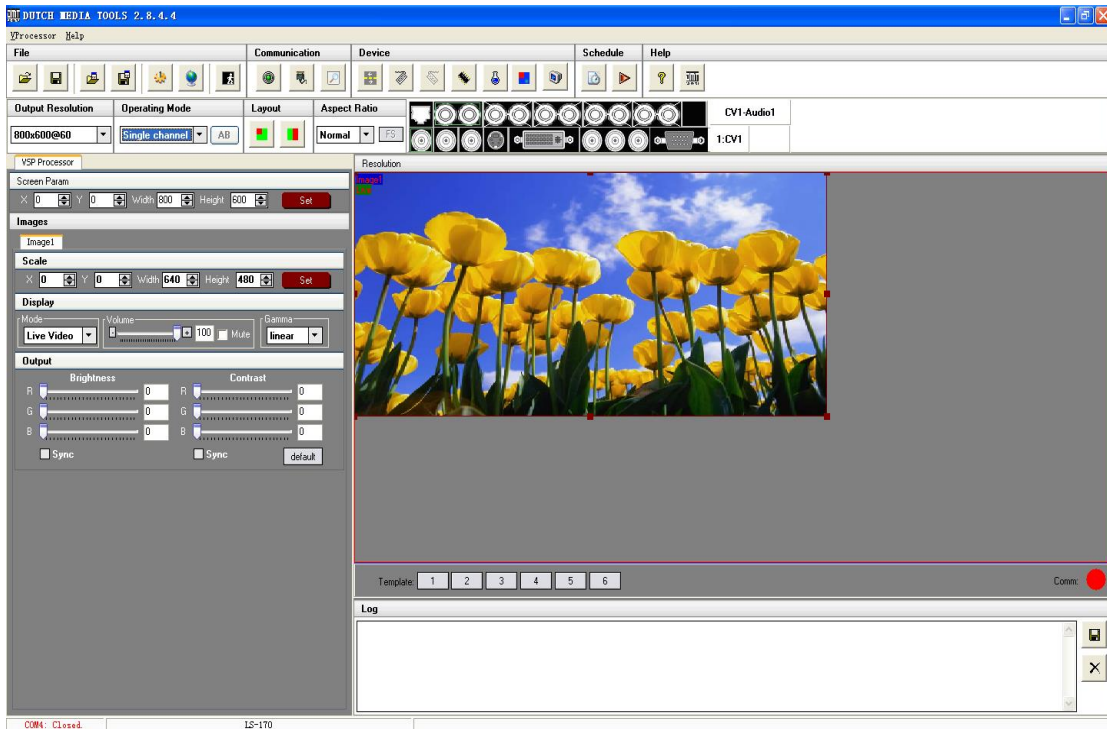 DUTCH MEDIA TOOLS 2.8.4.4
VProcessor Help
File Communication Device Schedule Help
Output Resolution Operating Mode Layout Aspect Ratio
CV1-Audio1
800x600@60 Single channel AB Normal FS
1:CV1
VSP Processor
Resolution
Screen Param
X 0 Y 0 Width 800 Height 600 Set
Images
Image1
Image1
Scale
X 0 Y 0 Width 640 Height 480 Set
Display
Mode Volume Gamma
Live Video - + 100 Mute linear
Output
Brightness Contrast
R 0 R 0
G 0 G 0
B 0 B 0
Sync Sync default
Template: 1 2 3 4 5 6 Comm:
Log
COM4: Closed LS-170